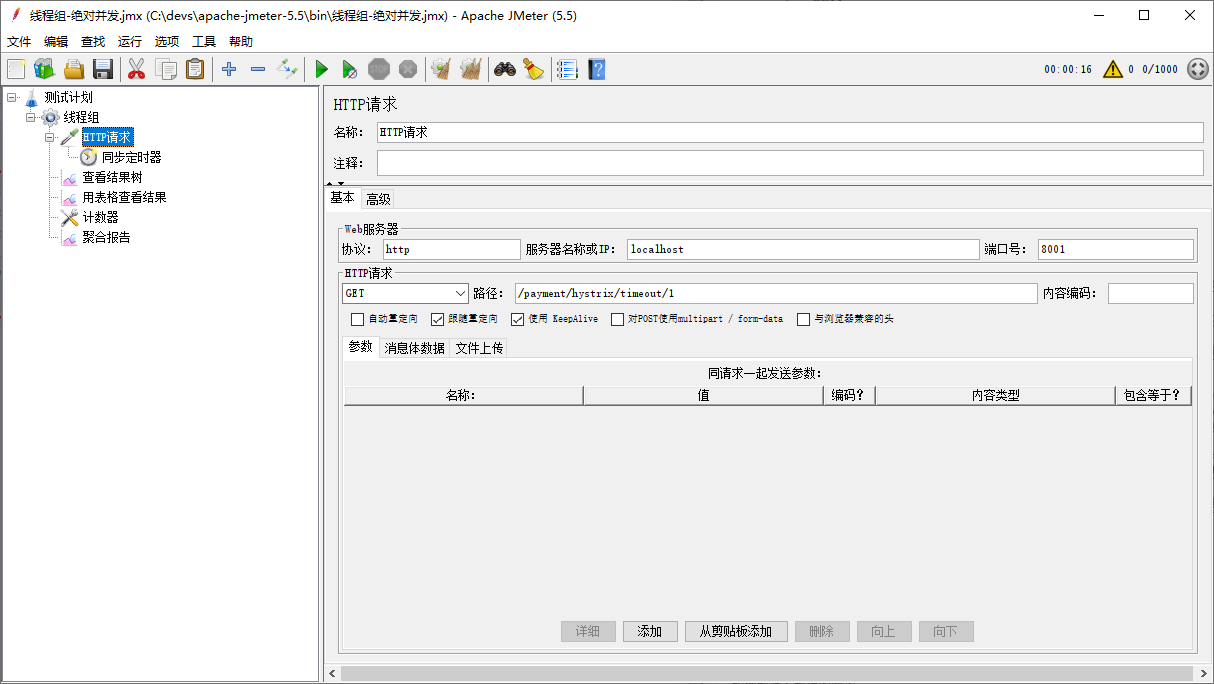 线程组-绝对并发.jmx (C:\devs\apache-jmeter-5.5\bin\线程组-绝对并发.jmx) - Apache JMeter (5.5)
文件 编辑 查找 运行 选项 工具 帮助
STOP 00:00:16 0 0/1000
测试计划
线程组
HTTP请求
同步定时器
查看结果树
用表格查看结果
计数器
聚合报告
HTTP请求
名称: HTTP请求
注释:
基本 高级
Web服务器
协议: http 服务器名称或IP: localhost 端口号: 8001
HTTP请求
GET 路径: /payment/hystrix/timeout/1 内容编码:
自动重定向 跟随重定向 使用 KeepAlive 对POST使用multipart / form-data 与浏览器兼容的头
参数 消息体数据 文件上传
同请求一起发送参数:
名称: 值 编码? 内容类型 包含等于?
详细 添加 从剪贴板添加 删除 向上 向下